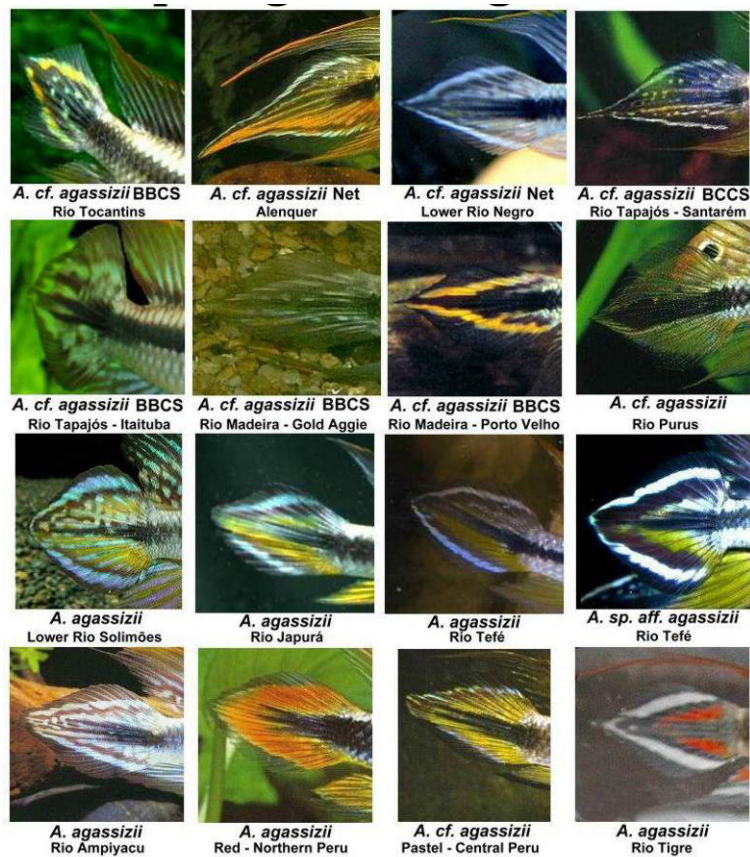 A. cf. agassizii BBCS
Rio Tocantins
A. cf. agassizii Net
Alenquer
A. cf. agassizii Net
Lower Rio Negro
A. cf. agassizii BCCS
Rio Tapajós - Santarém
A. cf. agassizii BBCS
Rio Tapajós - Itaituba
A. cf. agassizii BBCS
Rio Madeira - Gold Aggie
A. cf. agassizii BBCS
Rio Madeira - Porto Velho
A. cf. agassizii
Rio Purus
A. agassizii
Lower Rio Solimões
A. agassizii
Rio Japurá
A. agassizii
Rio Tefé
A. sp. aff. agassizii
Rio Tefé
A. agassizii
Rio Ampiyacu
A. agassizii
Red - Northern Peru
A. cf. agassizii
Pastel - Central Peru
A. agassizii
Rio Tigre